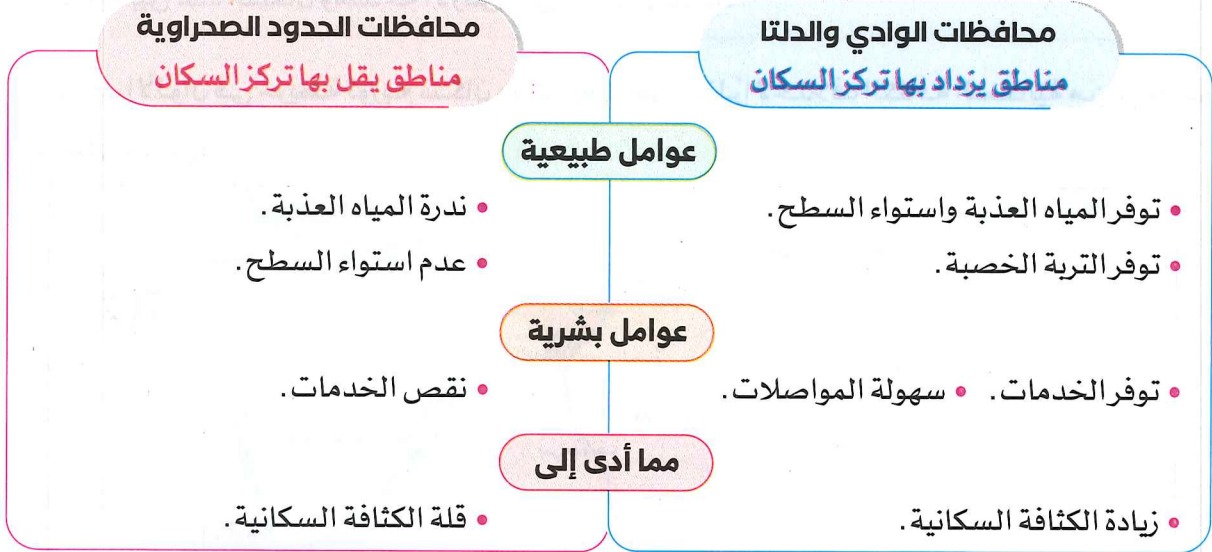 محافظات الوادي والدلتا
مناطق يزداد بها تركز السكان
محافظات الحدود الصحراوية
مناطق يقل بها تركز السكان
عوامل طبيعية
• توفر المياه العذبة واستواء السطح.
• توفر التربة الخصبة.
• ندرة المياه العذبة.
• عدم استواء السطح.
عوامل بشرية
• توفر الخدمات. • سهولة المواصلات.
• نقص الخدمات.
مما أدى إلى
• زيادة الكثافة السكانية.
• قلة الكثافة السكانية.